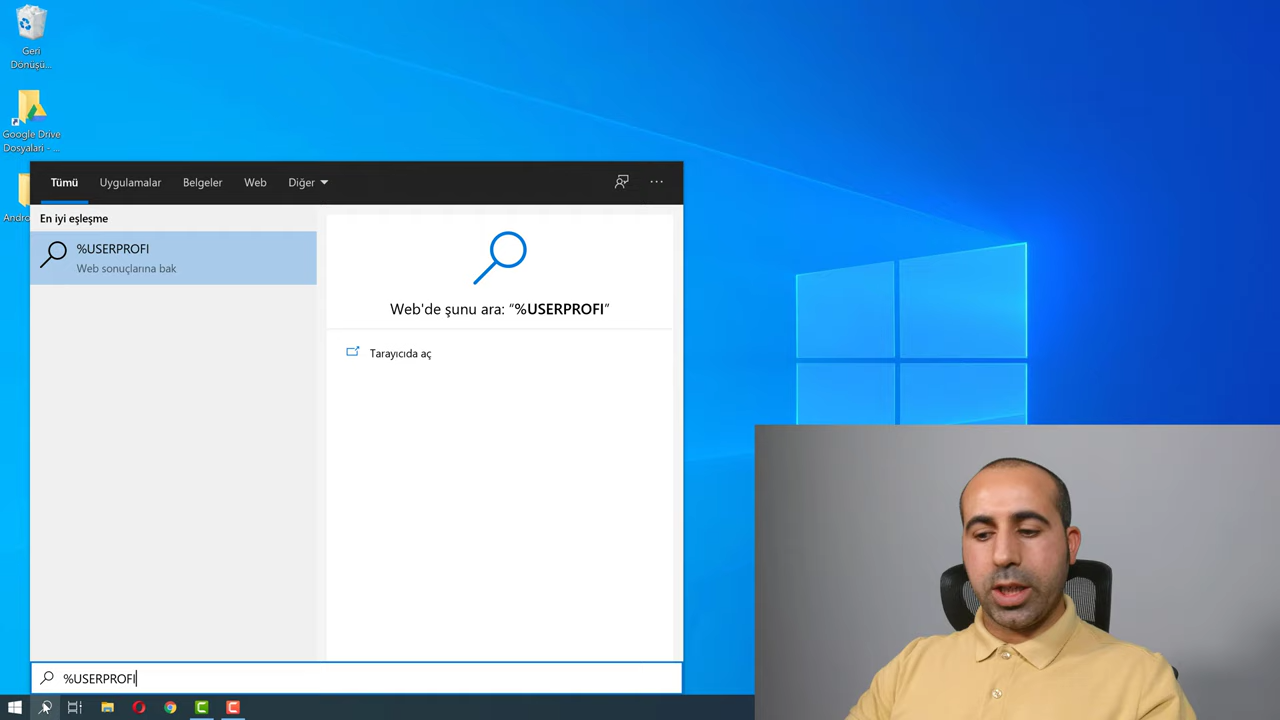 Geri
Dönüşü...
Google Drive
Dosyaları - ...
Andro
Tümü
Uygulamalar
Belgeler
Web
Diğer
...
En iyi eşleşme
%USERPROFI
Web sonuçlarına bak
Web'de şunu ara: “%USERPROFI”
Tarayıcıda aç
%USERPROFI